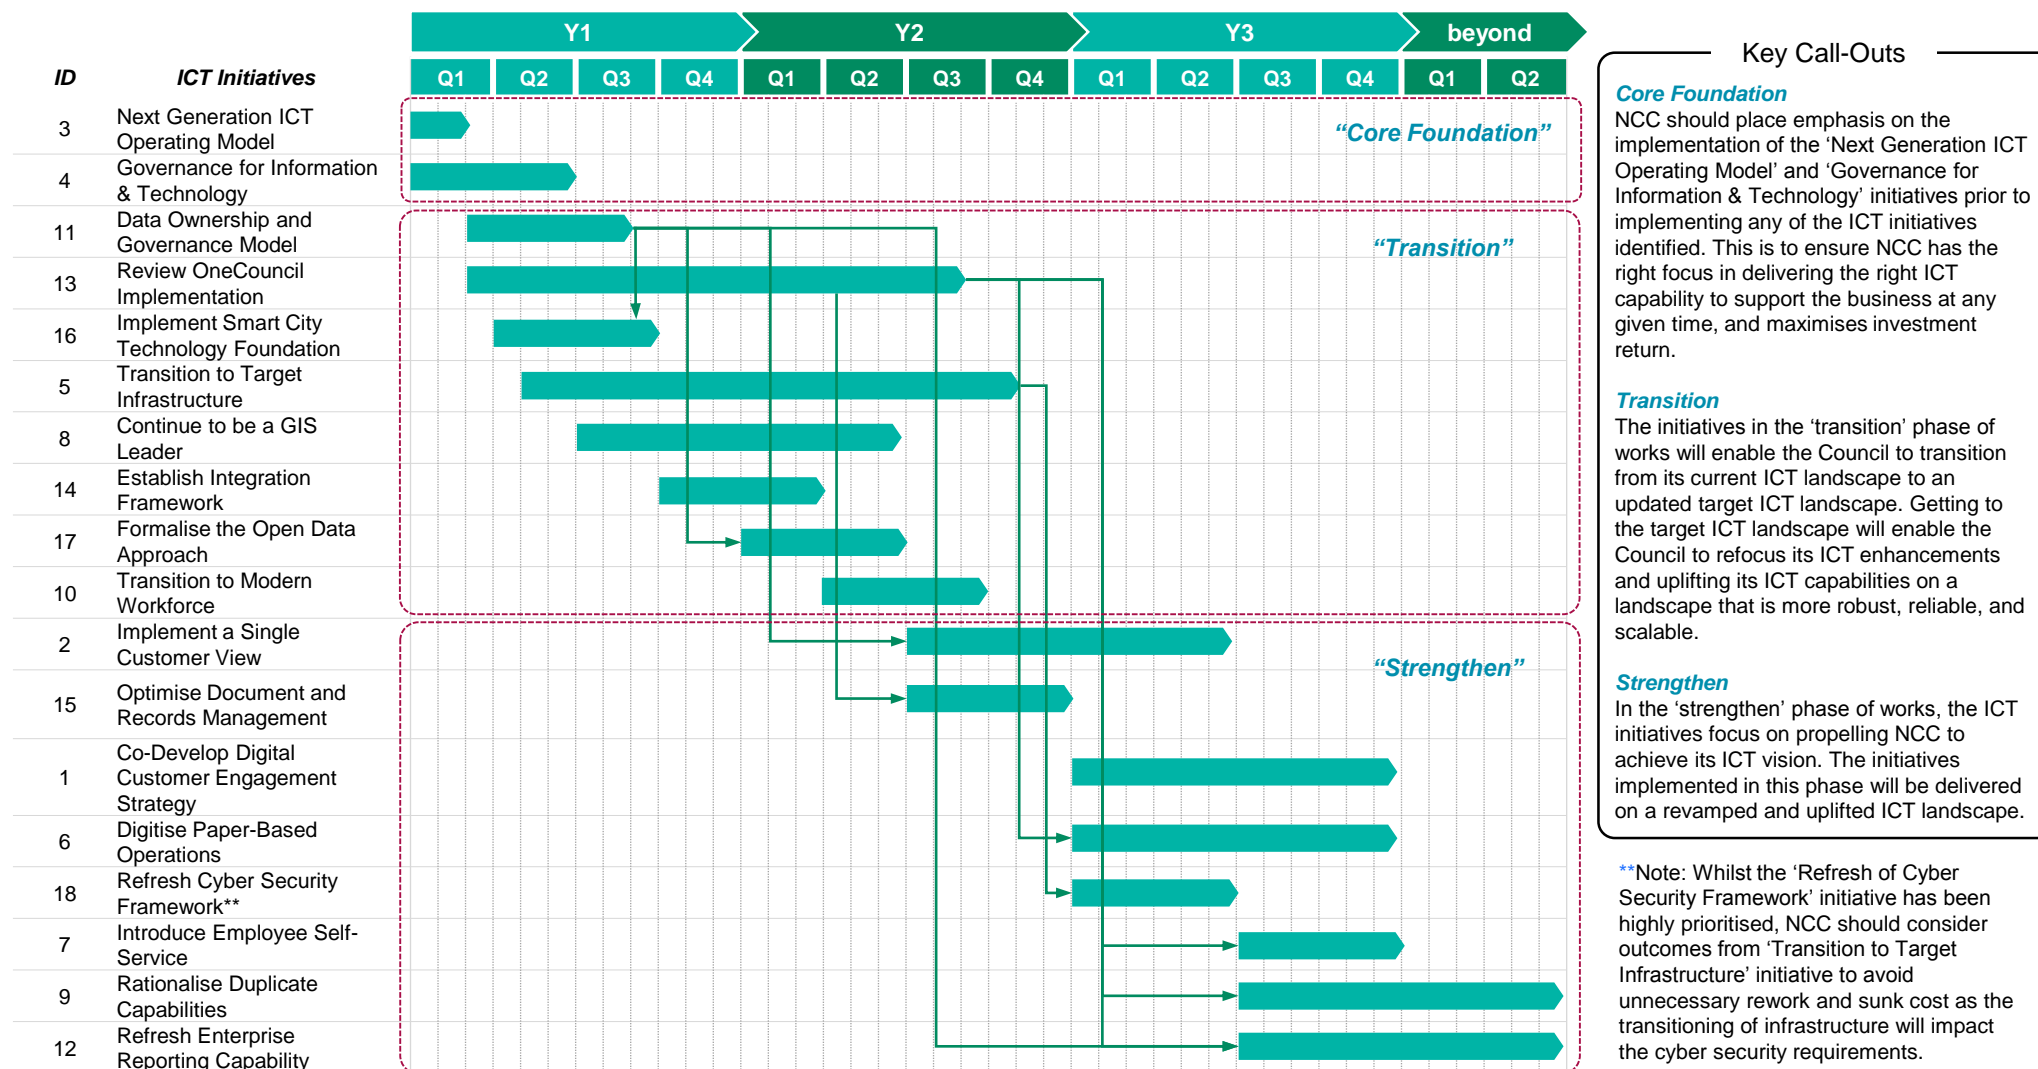 Y1 Y2 Y3 beyond
ID ICT Initiatives Q1 Q2 Q3 Q4 Q1 Q2 Q3 Q4 Q1 Q2 Q3 Q4 Q1 Q2
3 Next Generation ICT
Operating Model
4 Governance for Information
& Technology
“Core Foundation”
11 Data Ownership and
Governance Model
13 Review OneCouncil
Implementation
16 Implement Smart City
Technology Foundation
5 Transition to Target
Infrastructure
8 Continue to be a GIS
Leader
14 Establish Integration
Framework
17 Formalise the Open Data
Approach
10 Transition to Modern
Workforce
“Transition”
2 Implement a Single
Customer View
15 Optimise Document and
Records Management
1 Co-Develop Digital
Customer Engagement
Strategy
6 Digitise Paper-Based
Operations
18 Refresh Cyber Security
Framework**
7 Introduce Employee Self-
Service
9 Rationalise Duplicate
Capabilities
12 Refresh Enterprise
Reporting Capability
“Strengthen”
Key Call-Outs
Core Foundation
NCC should place emphasis on the
implementation of the ‘Next Generation ICT
Operating Model’ and ‘Governance for
Information & Technology’ initiatives prior to
implementing any of the ICT initiatives
identified. This is to ensure NCC has the
right focus in delivering the right ICT
capability to support the business at any
given time, and maximises investment
return.
Transition
The initiatives in the ‘transition’ phase of
works will enable the Council to transition
from its current ICT landscape to an
updated target ICT landscape. Getting to
the target ICT landscape will enable the
Council to refocus its ICT enhancements
and uplifting its ICT capabilities on a
landscape that is more robust, reliable, and
scalable.
Strengthen
In the ‘strengthen’ phase of works, the ICT
initiatives focus on propelling NCC to
achieve its ICT vision. The initiatives
implemented in this phase will be delivered
on a revamped and uplifted ICT landscape.
**Note: Whilst the ‘Refresh of Cyber
Security Framework’ initiative has been
highly prioritised, NCC should consider
outcomes from ‘Transition to Target
Infrastructure’ initiative to avoid
unnecessary rework and sunk cost as the
transitioning of infrastructure will impact
the cyber security requirements.